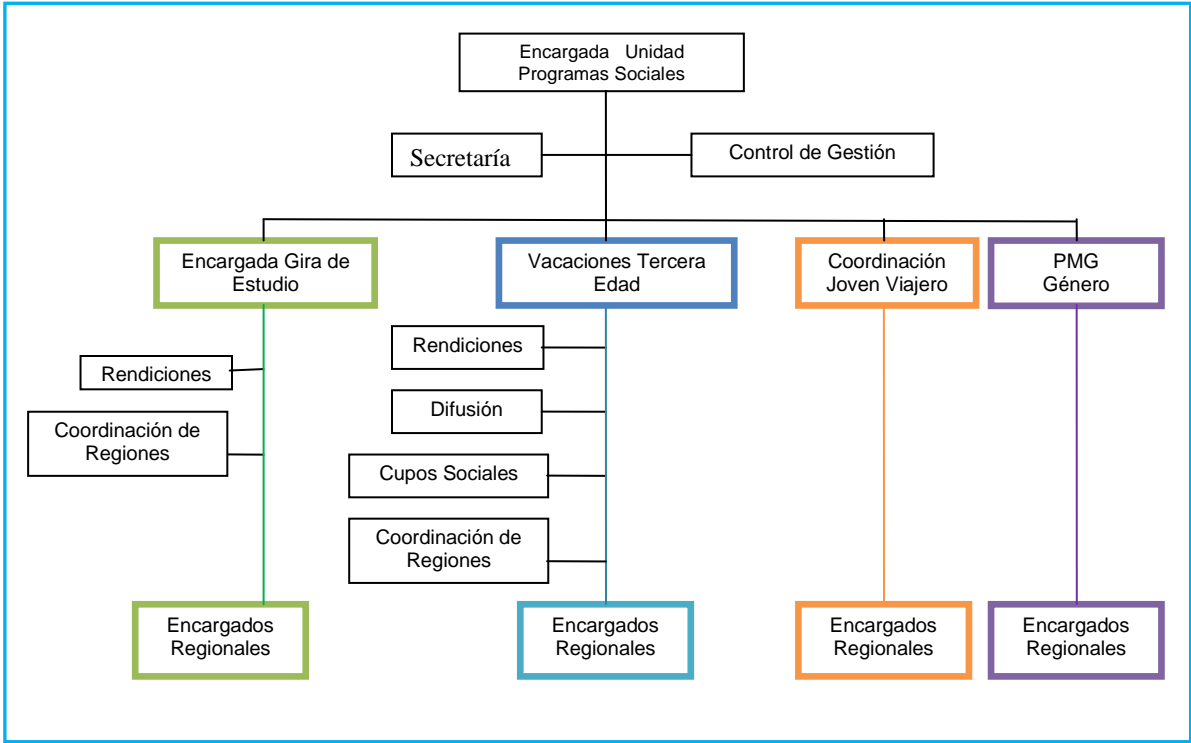 Encargada Unidad
Programas Sociales
Secretaría
Control de Gestión
Encargada Gira de
Estudio
Vacaciones Tercera
Edad
Coordinación
Joven Viajero
PMG
Género
Rendiciones
Coordinación de
Regiones
Rendiciones
Difusión
Cupos Sociales
Coordinación de
Regiones
Encargados
Regionales
Encargados
Regionales
Encargados
Regionales
Encargados
Regionales